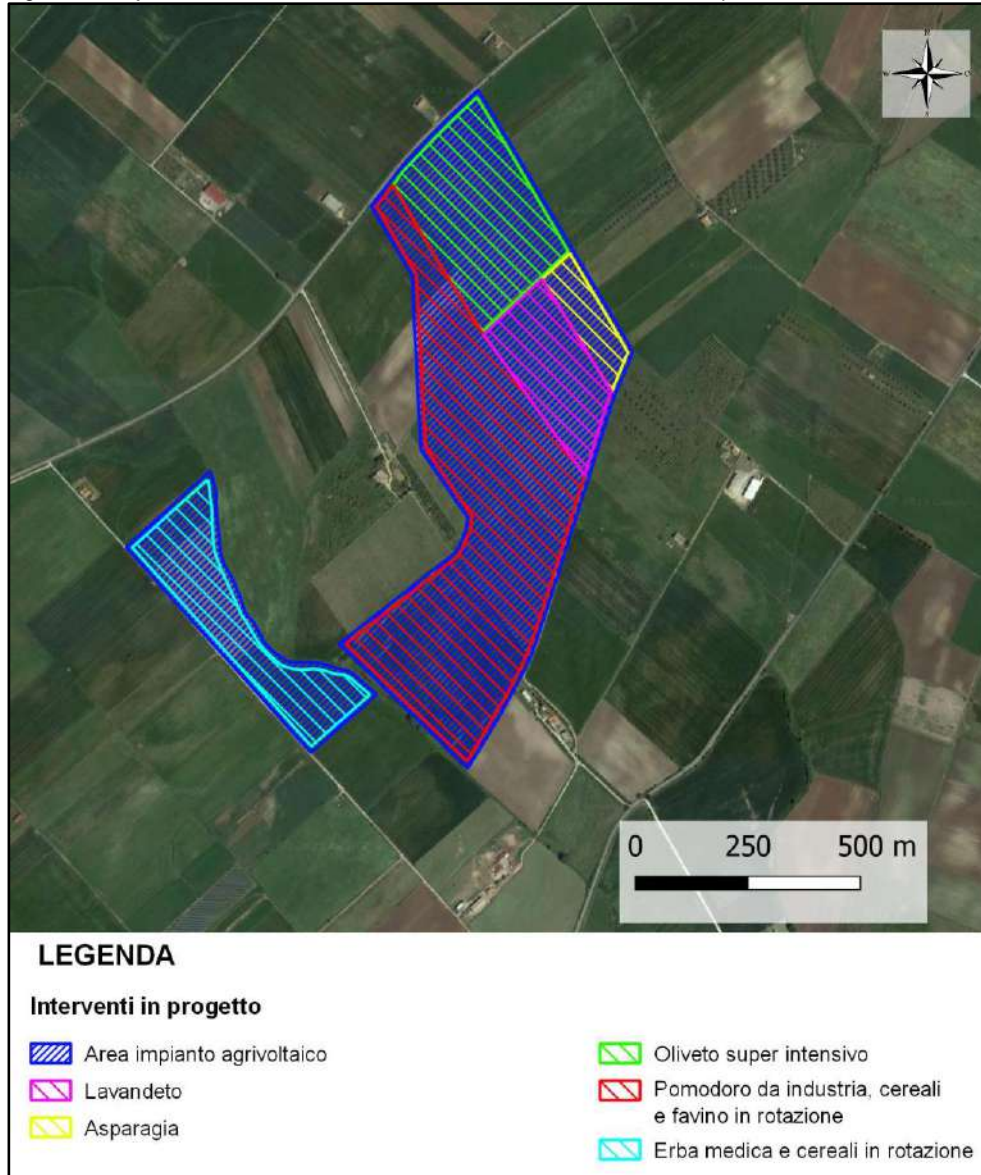 N
W
O
S
0 250 500 m
LEGENDA
Interventi in progetto
Area impianto agrivoltaico
Lavandeto
Asparagia
Oliveto super intensivo
Pomodoro da industria, cereali
e favino in rotazione
Erba medica e cereali in rotazione